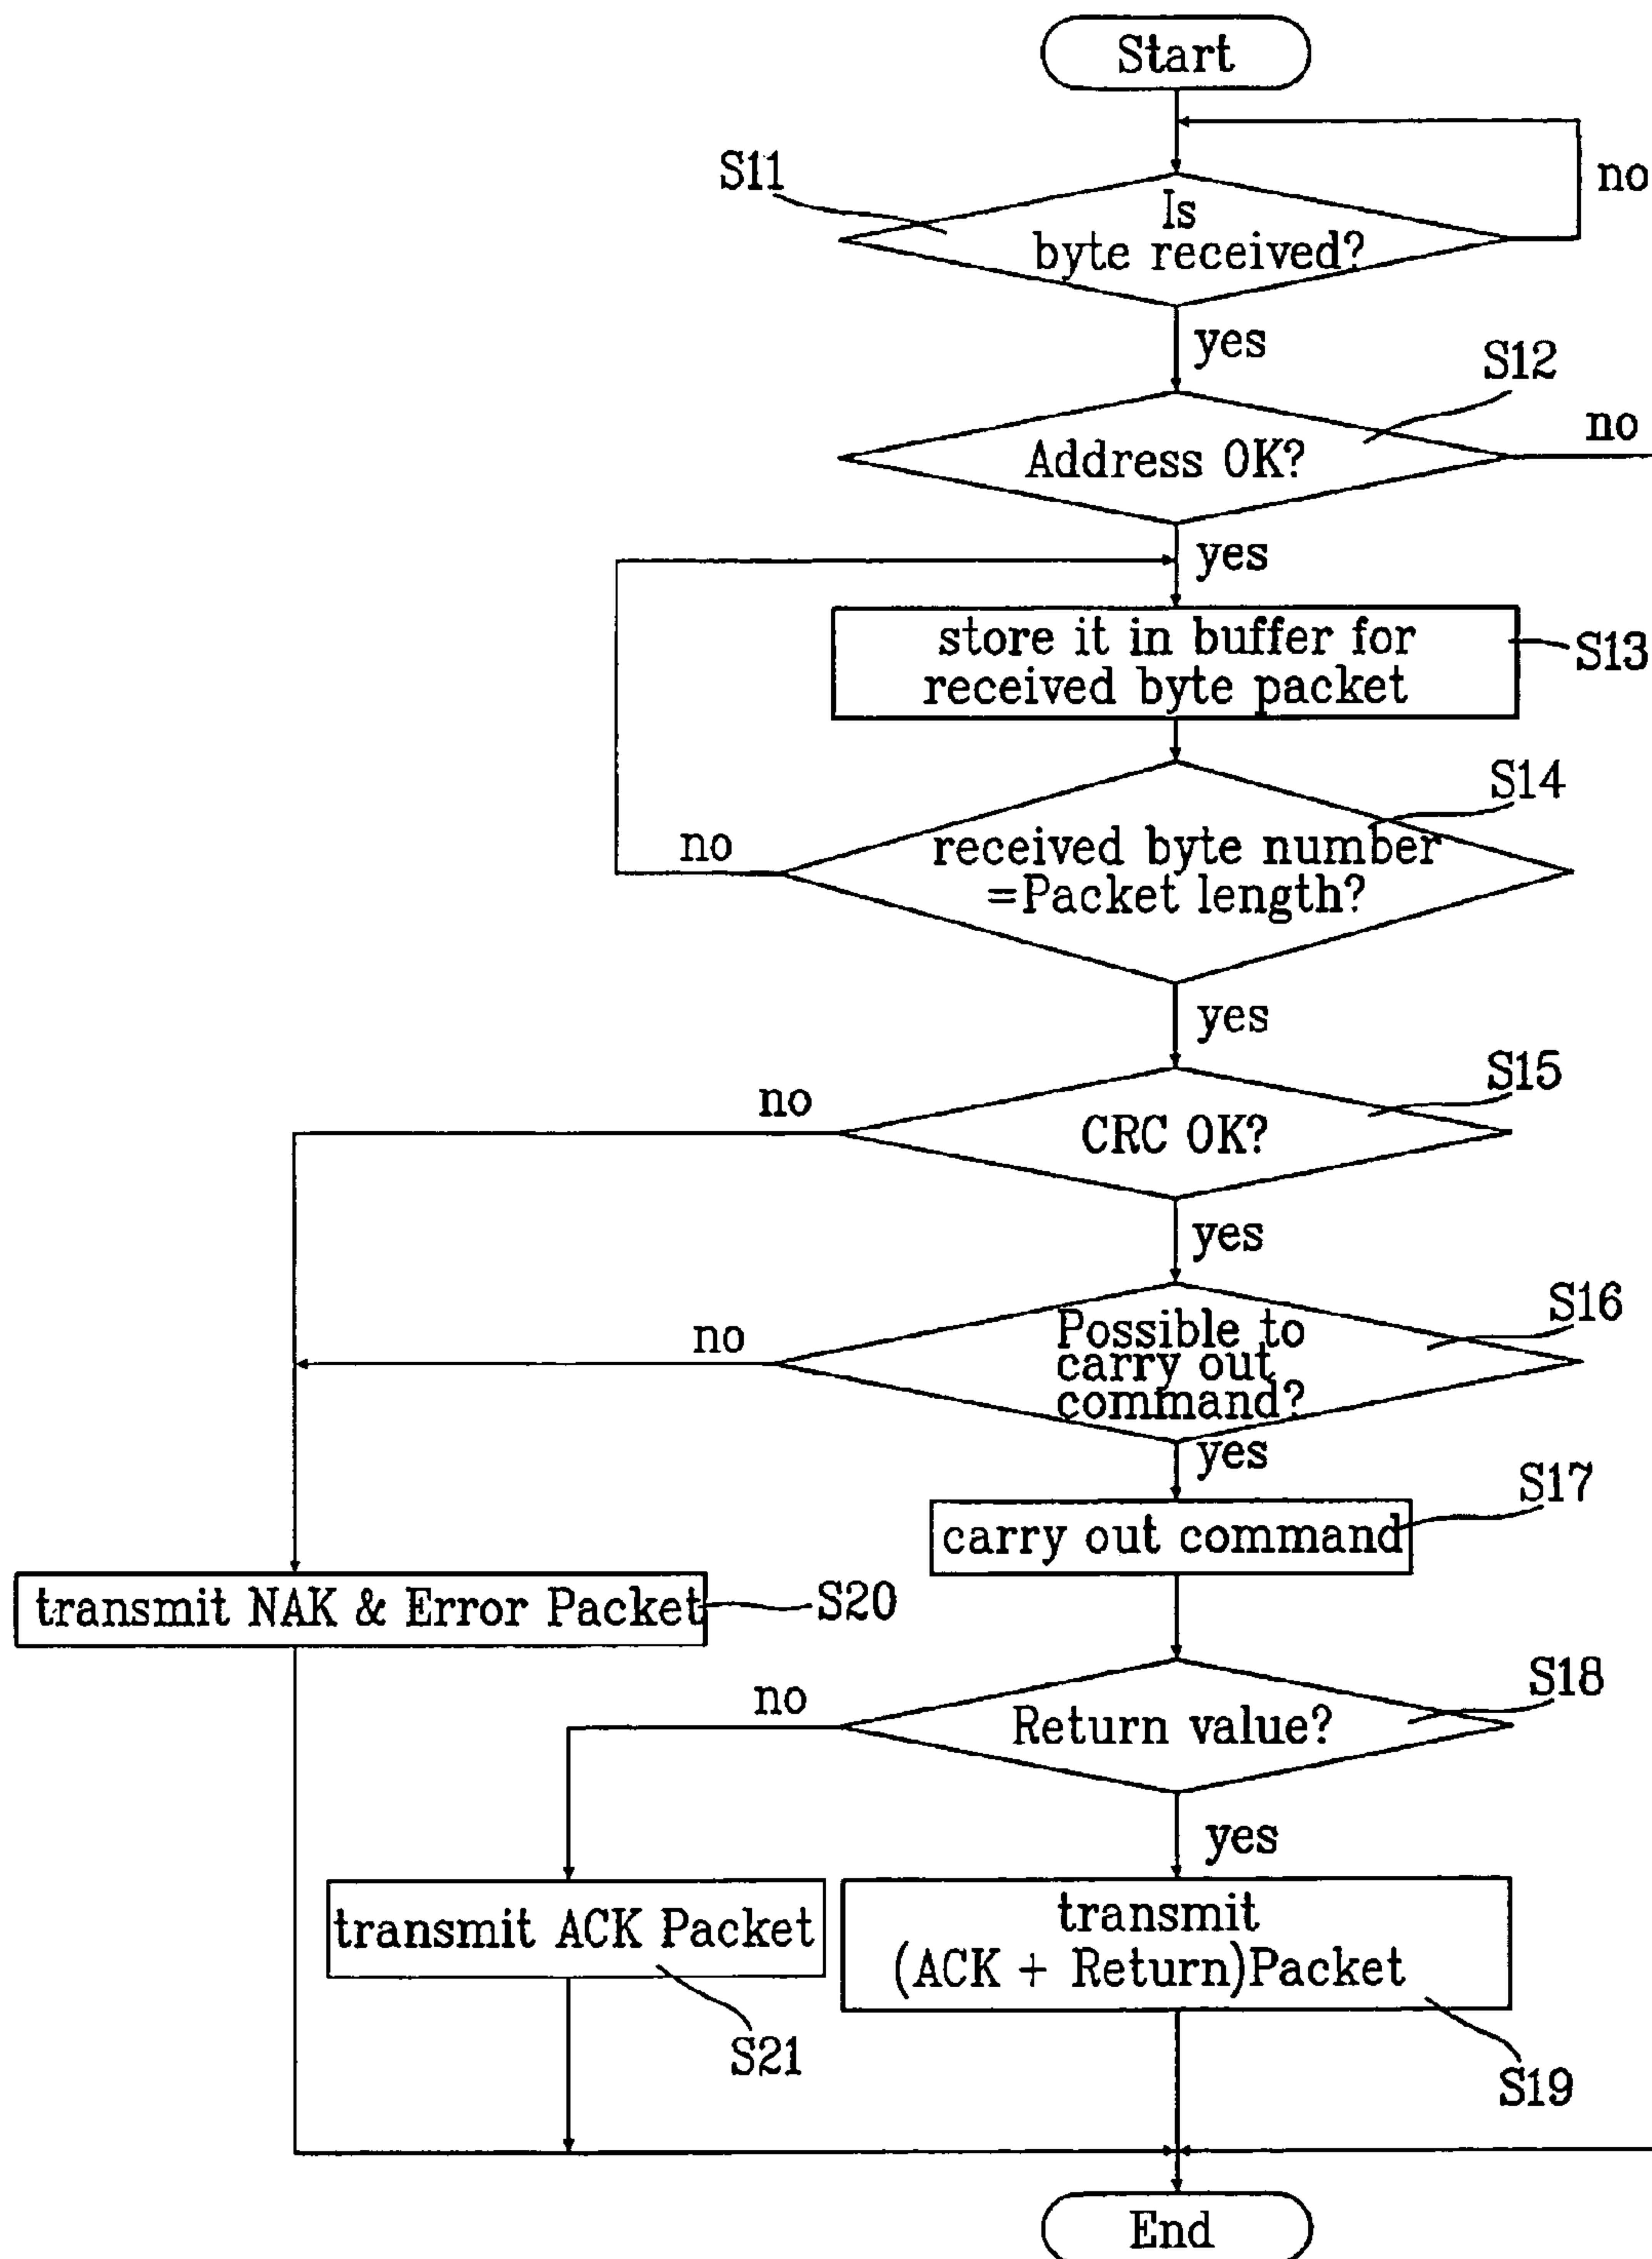 Start
no
S11
Is
byte received?
yes
S12
no
Address OK?
yes
store it in buffer for
received byte packet
S13
S14
no
received byte number
=Packet length?
yes
S15
no
CRC OK?
yes
S16
no
Possible to
carry out
command?
yes
S17
carry out command
transmit NAK & Error Packet
S20
S18
no
Return value?
yes
transmit ACK Packet
transmit
(ACK + Return)Packet
S21
S19
End